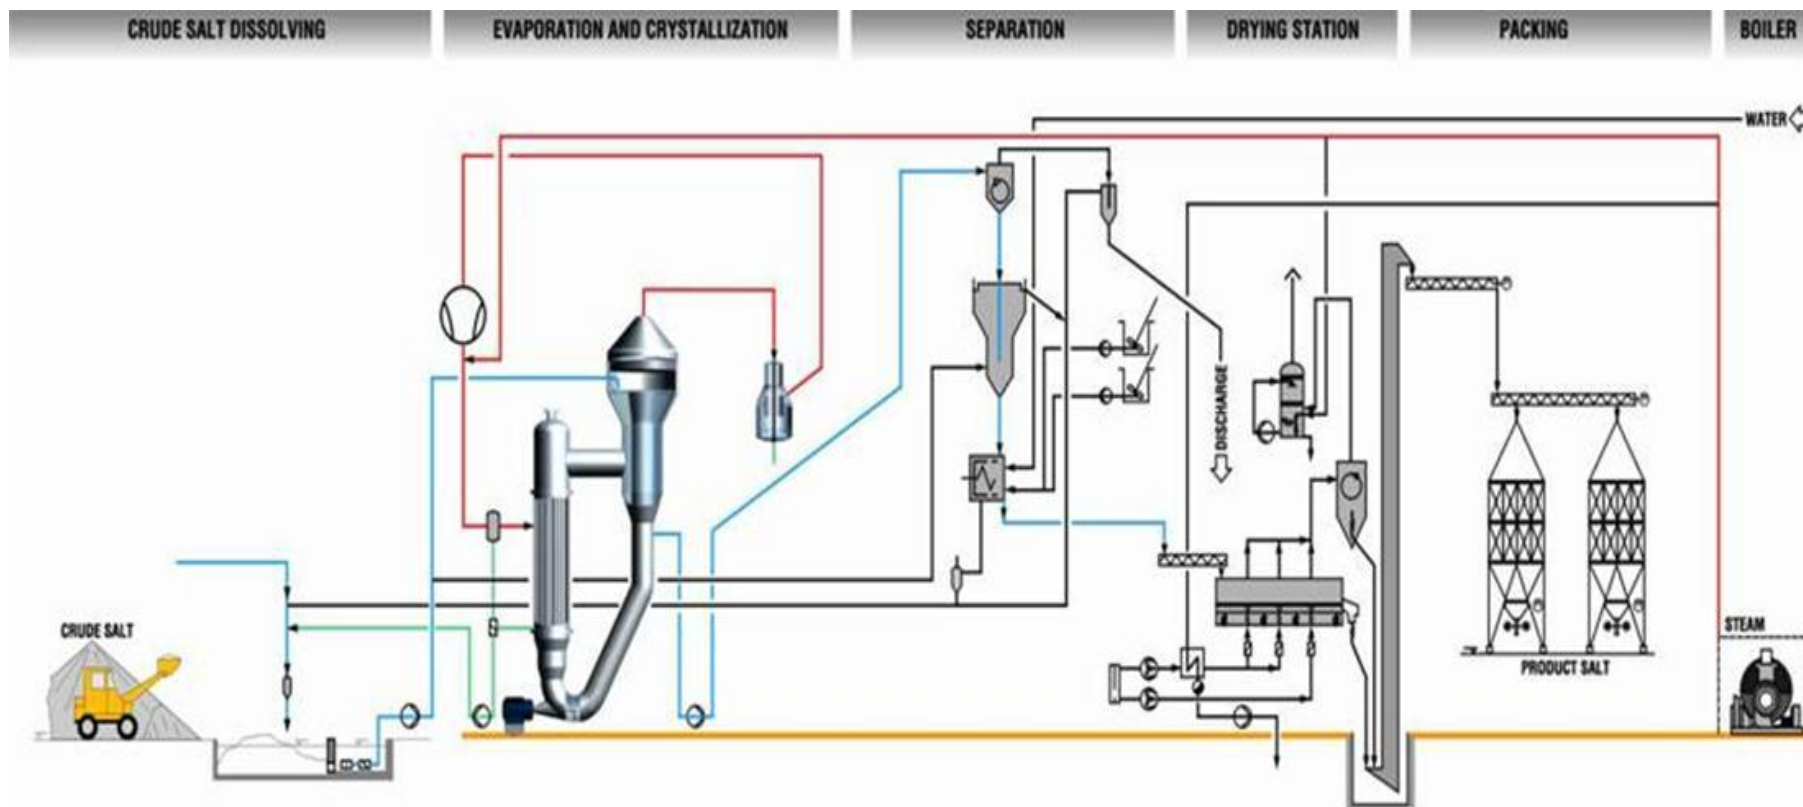 CRUDE SALT DISSOLVING
EVAPORATION AND CRYSTALLIZATION
SEPARATION
DRYING STATION
PACKING
BOILER
WATER
DISCHARGE
CRUDE SALT
STEAM
PRODUCT SALT